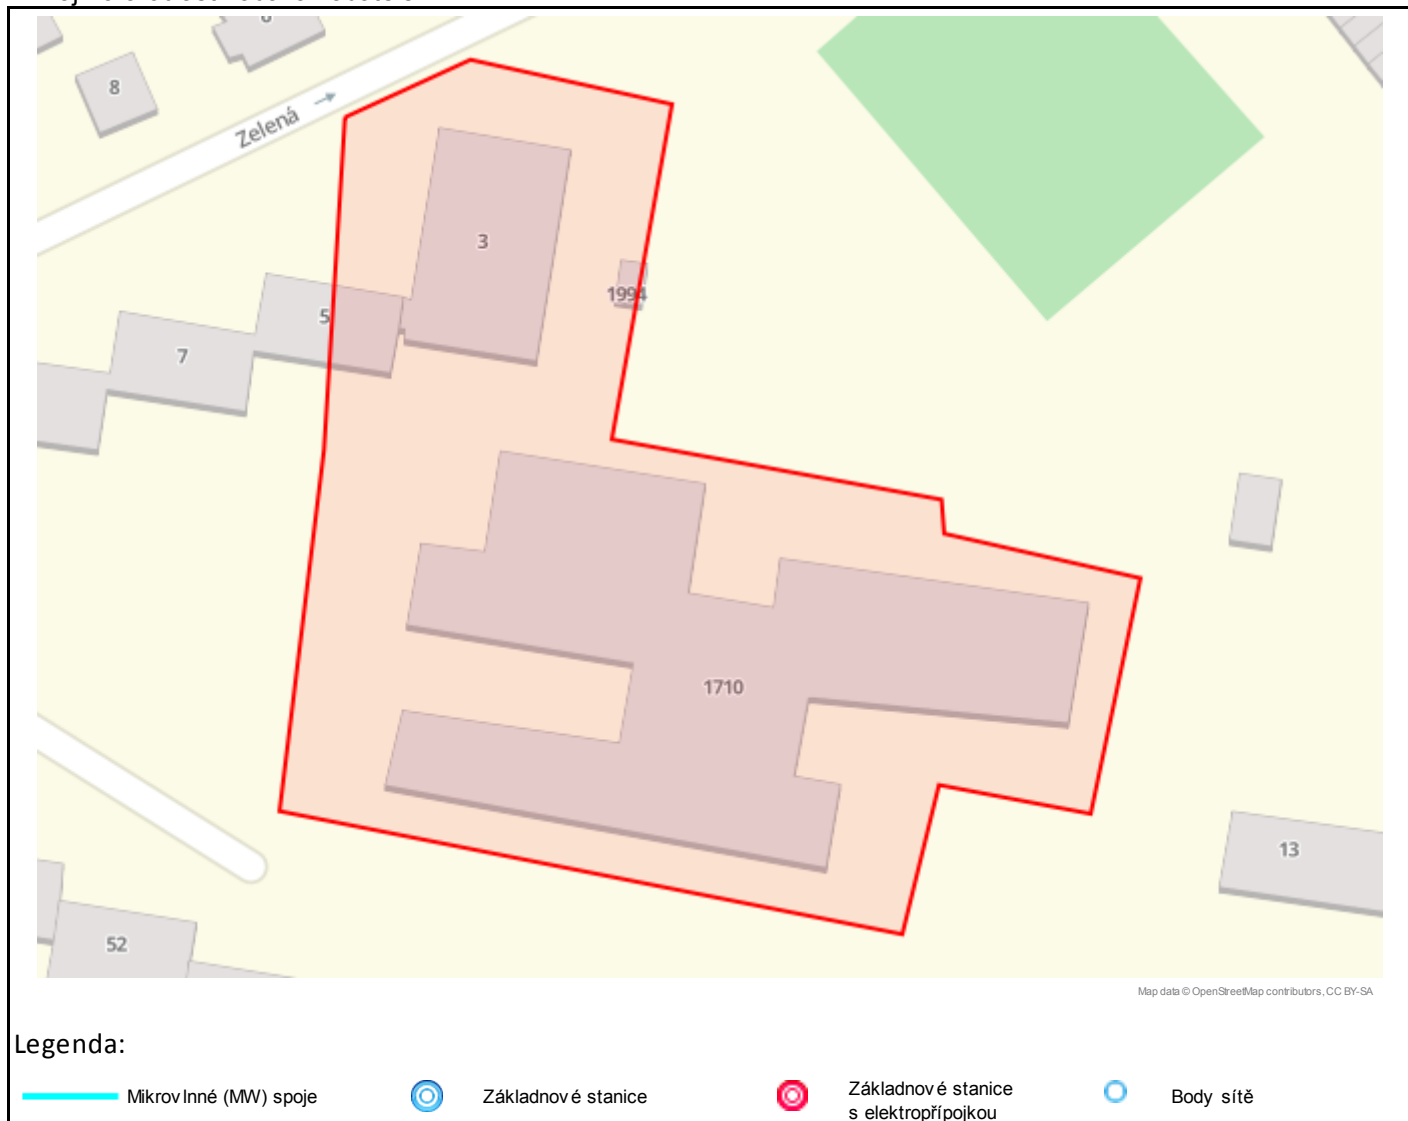 8
Zelená
3
1994
5
7
1710
13
52
Map data © OpenStreetMap contributors, CC BY-SA
Legenda:
Mikrovlnné (MW) spoje
Základnové stanice
Základnové stanice
s elektropřípojkou
Body sítě